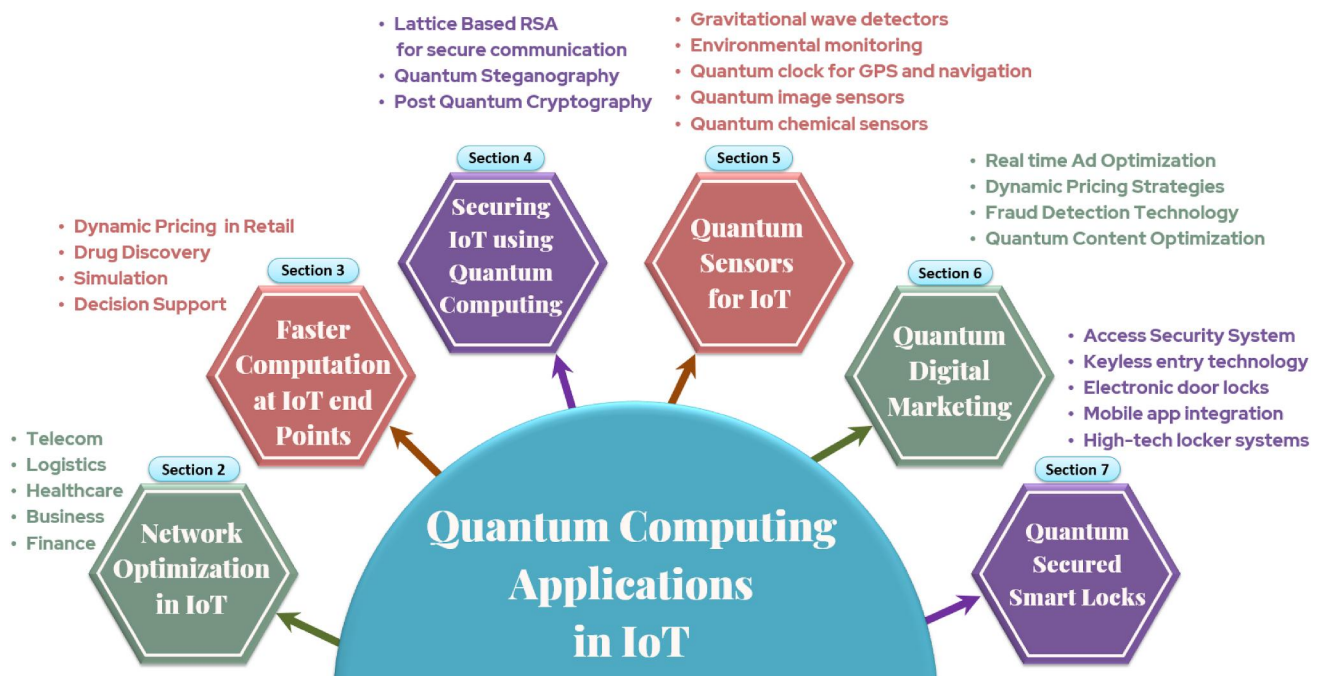 • Lattice Based RSA
for secure communication
• Quantum Steganography
• Post Quantum Cryptography
• Gravitational wave detectors
• Environmental monitoring
• Quantum clock for GPS and navigation
• Quantum image sensors
• Quantum chemical sensors
Section 4
Securing
IoT using
Quantum
Computing
Section 5
Quantum
Sensors
for IoT
• Real time Ad Optimization
• Dynamic Pricing Strategies
• Fraud Detection Technology
• Quantum Content Optimization
• Dynamic Pricing in Retail
• Drug Discovery
• Simulation
• Decision Support
Section 3
Faster
Computation
at IoT end
Points
Section 6
Quantum
Digital
Marketing
• Access Security System
• Keyless entry technology
• Electronic door locks
• Mobile app integration
• High-tech locker systems
• Telecom
• Logistics
• Healthcare
• Business
• Finance
Section 2
Network
Optimization
in IoT
Section 7
Quantum
Secured
Smart Locks
Quantum Computing
Applications
in IoT